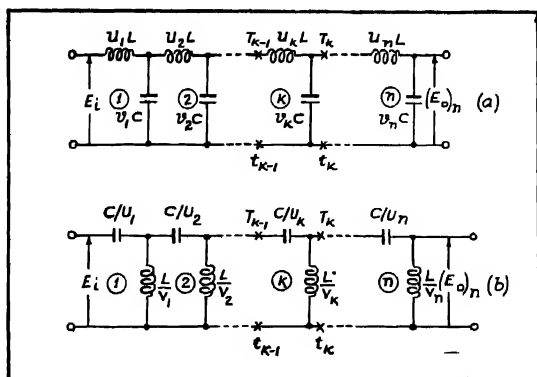 U₁L U₂L Tₖ₋₁ UₖL Tₖ UₙL
Eᵢ ① ② ⓚ ⓝ (E₀)ₙ (a)
v₁C v₂C vₖC vₙC
tₖ₋₁ tₖ
C/U₁ C/U₂ Tₖ₋₁ C/Uₖ Tₖ C/Uₙ
Eᵢ ① L/v₁ ② L/v₂ ⓚ L/vₖ ⓝ L/vₙ (E₀)ₙ (b)
tₖ₋₁ tₖ